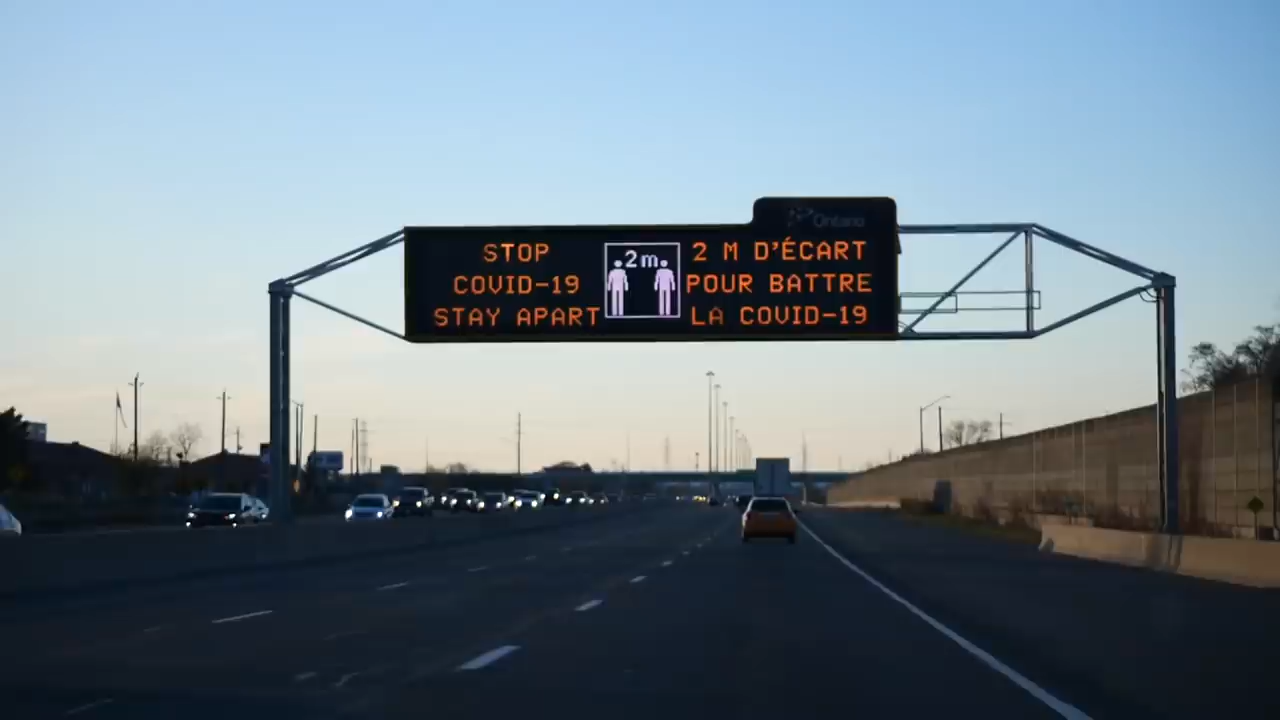 Ontario
STOP
COVID-19
STAY APART
2m
2 M D'ÉCART
POUR BATTRE
LA COVID-19